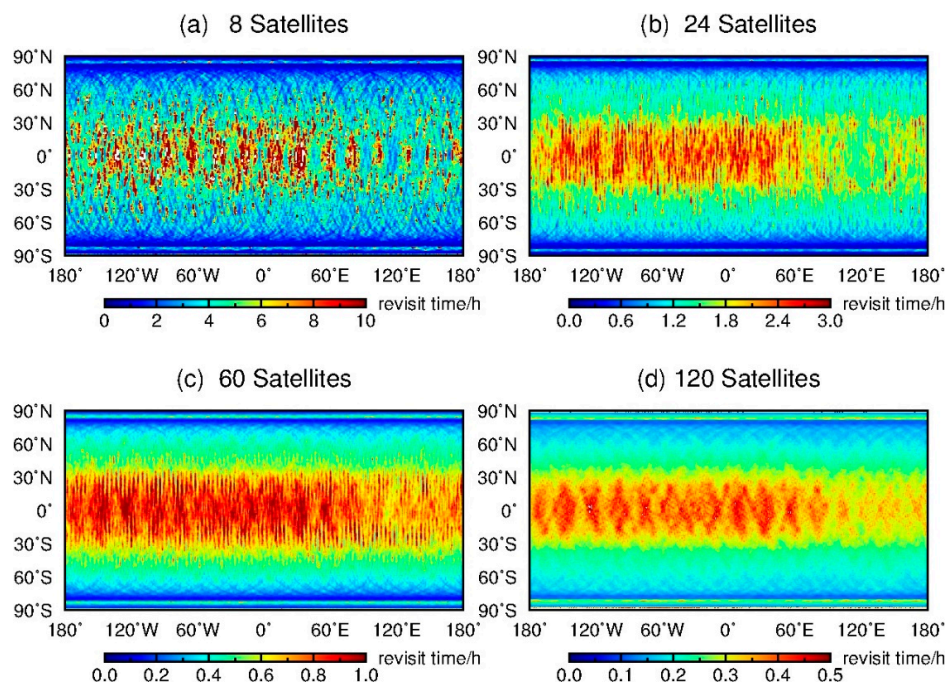 (a) 8 Satellites
90˚N
60˚N
30˚N
0˚
30˚S
60˚S
90˚S
180˚ 120˚W 60˚W 0˚ 60˚E 120˚E 180˚
revisit time/h
0 2 4 6 8 10
(b) 24 Satellites
90˚N
60˚N
30˚N
0˚
30˚S
60˚S
90˚S
180˚ 120˚W 60˚W 0˚ 60˚E 120˚E 180˚
revisit time/h
0.0 0.6 1.2 1.8 2.4 3.0
(c) 60 Satellites
90˚N
60˚N
30˚N
0˚
30˚S
60˚S
90˚S
180˚ 120˚W 60˚W 0˚ 60˚E 120˚E 180˚
revisit time/h
0.0 0.2 0.4 0.6 0.8 1.0
(d) 120 Satellites
90˚N
60˚N
30˚N
0˚
30˚S
60˚S
90˚S
180˚ 120˚W 60˚W 0˚ 60˚E 120˚E 180˚
revisit time/h
0.0 0.1 0.2 0.3 0.4 0.5